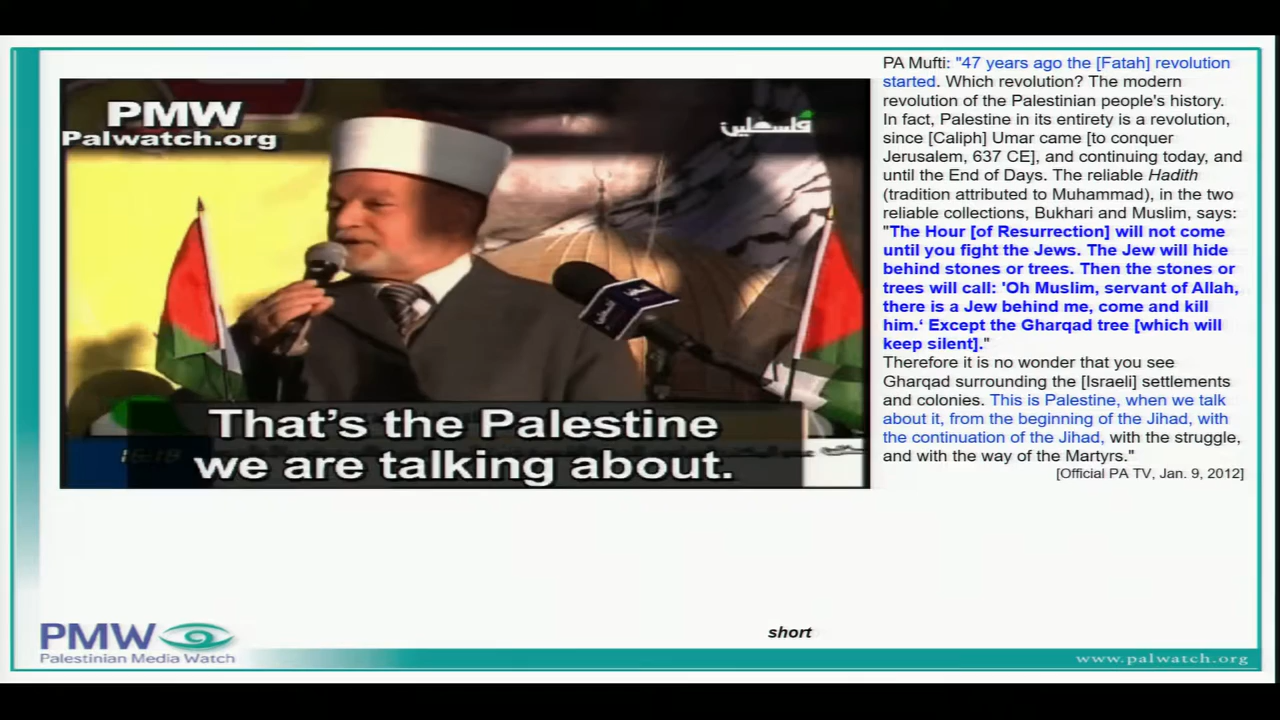 PMW
Palwatch.org
فلسطين
That's the Palestine
we are talking about.
PA Mufti: "47 years ago the [Fatah] revolution
started. Which revolution? The modern
revolution of the Palestinian people's history.
In fact, Palestine in its entirety is a revolution,
since [Caliph] Umar came [to conquer
Jerusalem, 637 CE], and continuing today, and
until the End of Days. The reliable Hadith
(tradition attributed to Muhammad), in the two
reliable collections, Bukhari and Muslim, says:
"The Hour [of Resurrection] will not come
until you fight the Jews. The Jew will hide
behind stones or trees. Then the stones or
trees will call: 'Oh Muslim, servant of Allah,
there is a Jew behind me, come and kill
him.‘ Except the Gharqad tree [which will
keep silent]."
Therefore it is no wonder that you see
Gharqad surrounding the [Israeli] settlements
and colonies. This is Palestine, when we talk
about it, from the beginning of the Jihad, with
the continuation of the Jihad, with the struggle,
and with the way of the Martyrs."
[Official PA TV, Jan. 9, 2012]
short
PMW
Palestinian Media Watch
www.palwatch.org